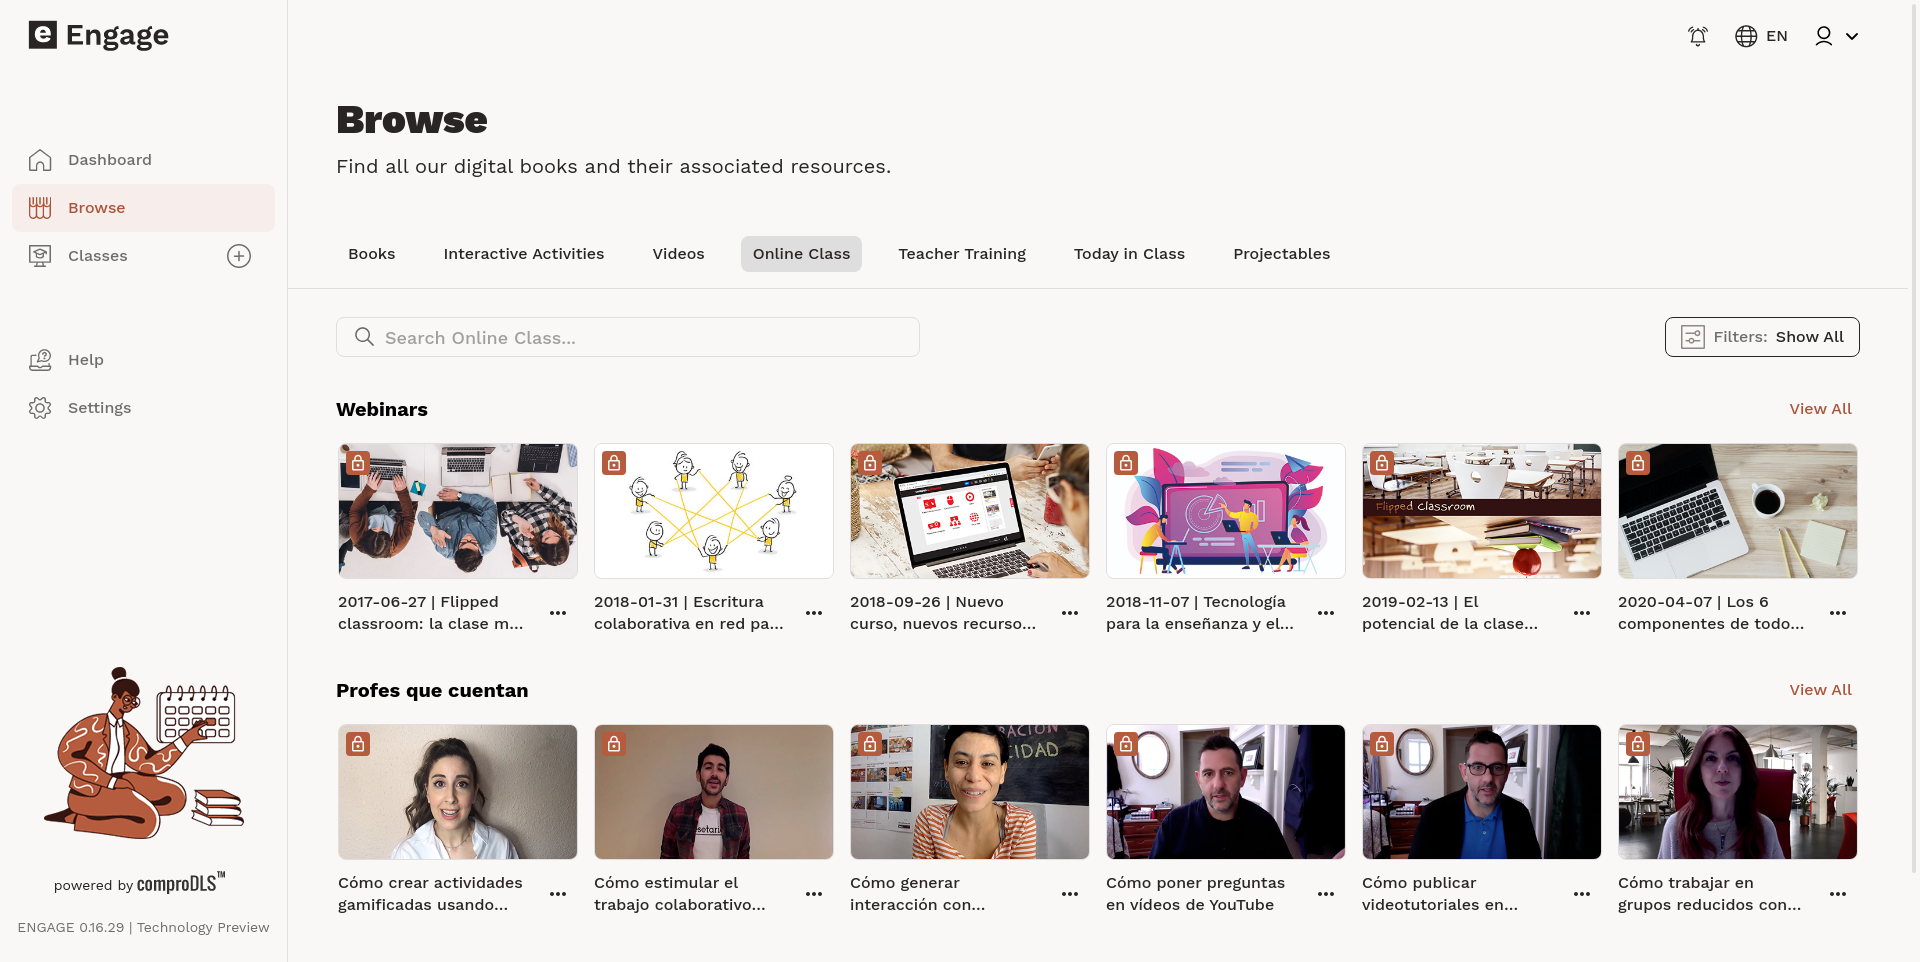 e Engage
EN
Dashboard
Browse
Classes
Help
Settings
powered by comproDLS™
ENGAGE 0.16.29 | Technology Preview
Browse
Find all our digital books and their associated resources.
Books
Interactive Activities
Videos
Online Class
Teacher Training
Today in Class
Projectables
Search Online Class...
Filters: Show All
Webinars
View All
Flipped Classroom
2017-06-27 | Flipped
classroom: la clase m...
2018-01-31 | Escritura
colaborativa en red pa...
2018-09-26 | Nuevo
curso, nuevos recurso...
2018-11-07 | Tecnología
para la enseñanza y el...
2019-02-13 | El
potencial de la clase...
2020-04-07 | Los 6
componentes de todo...
Profes que cuentan
View All
Cómo crear actividades
gamificadas usando...
Cómo estimular el
trabajo colaborativo...
Cómo generar
interacción con...
Cómo poner preguntas
en vídeos de YouTube
Cómo publicar
videotutoriales en...
Cómo trabajar en
grupos reducidos con...